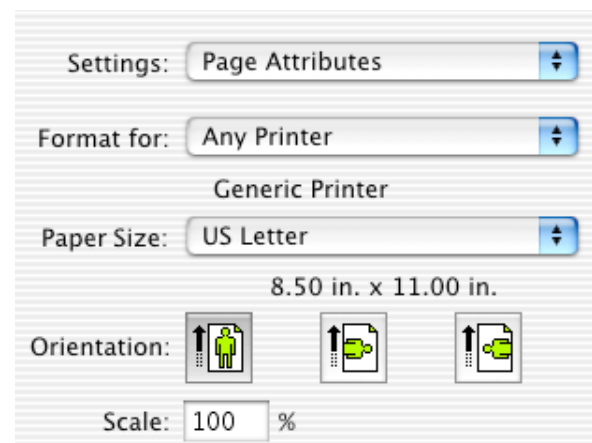 Settings: Page Attributes
Format for: Any Printer
Generic Printer
Paper Size: US Letter
8.50 in. x 11.00 in.
Orientation:
Scale: 100 %